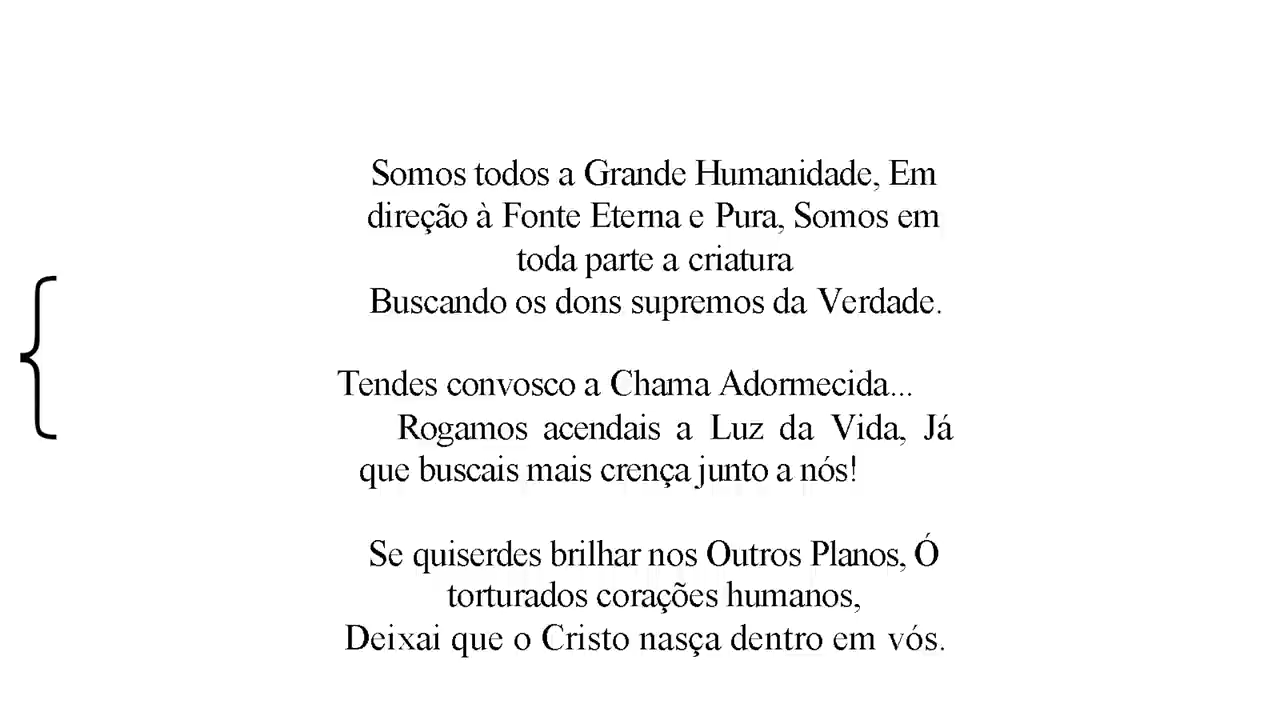 Somos todos a Grande Humanidade, Em
direção à Fonte Eterna e Pura, Somos em
toda parte a criatura
Buscando os dons supremos da Verdade.
Tendes convosco a Chama Adormecida...
Rogamos acendais a Luz da Vida, Já
que buscais mais crença junto a nós!
Se quiserdes brilhar nos Outros Planos, Ó
torturados corações humanos,
Deixai que o Cristo nasça dentro em vós.